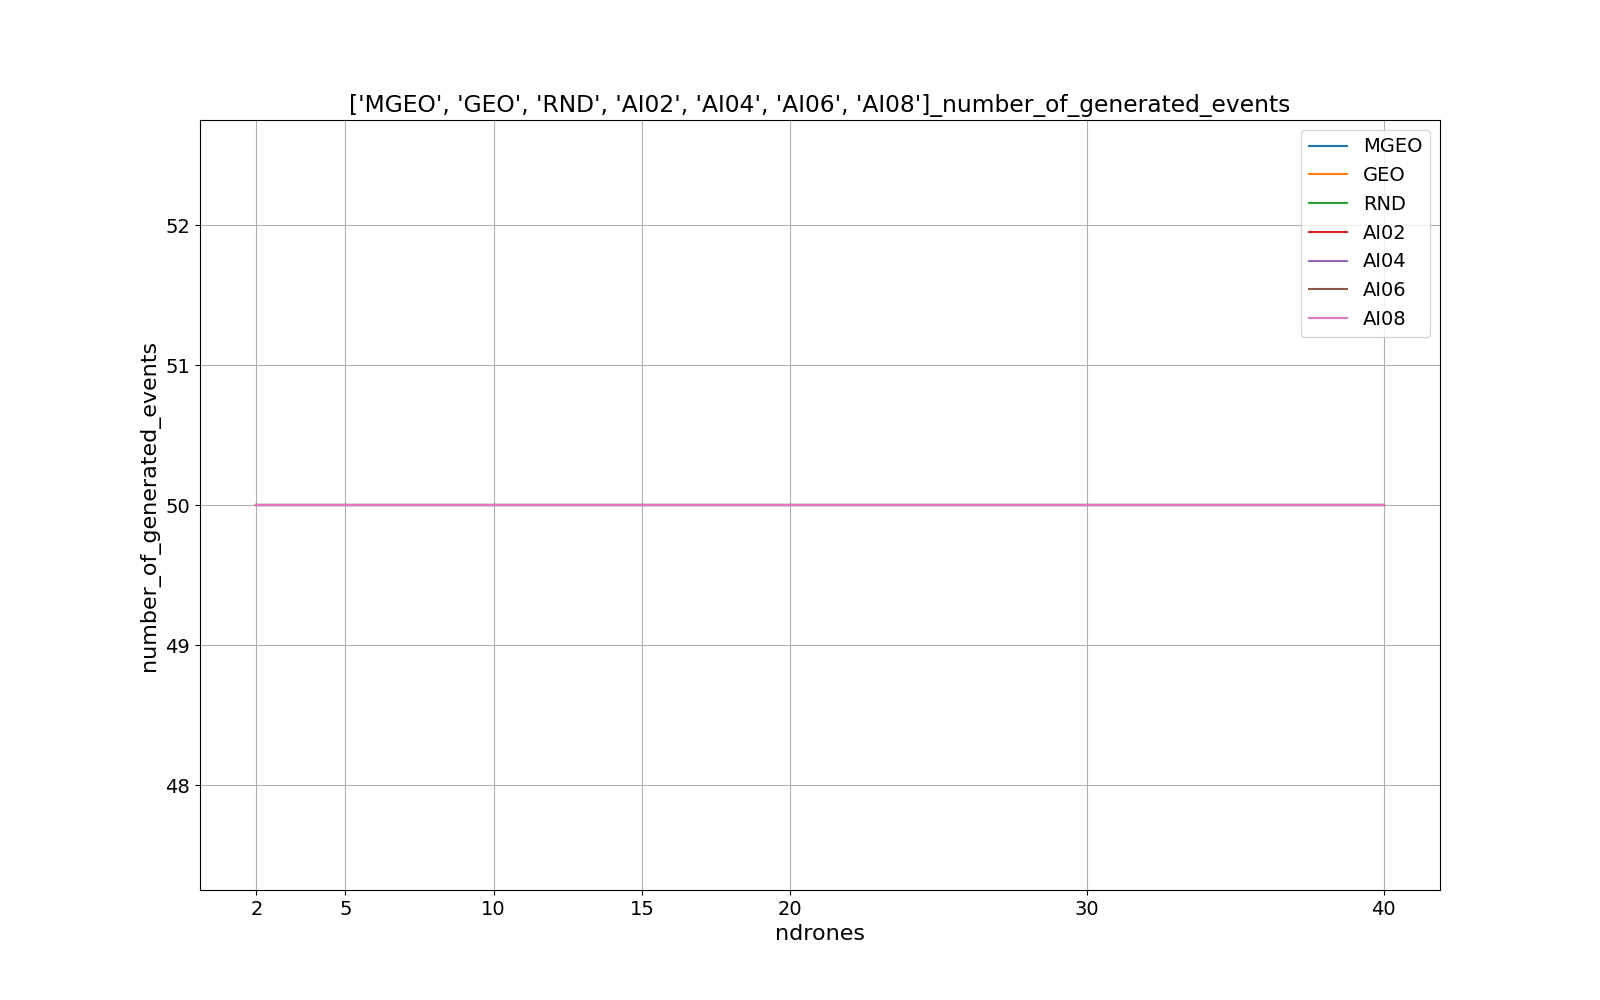 ['MGEO', 'GEO', 'RND', 'AI02', 'AI04', 'AI06', 'AI08']_number_of_generated_events
MGEO
GEO
RND
AI02
AI04
AI06
AI08
number_of_generated_events
52
51
50
49
48
2 5 10 15 20 30 40
ndrones